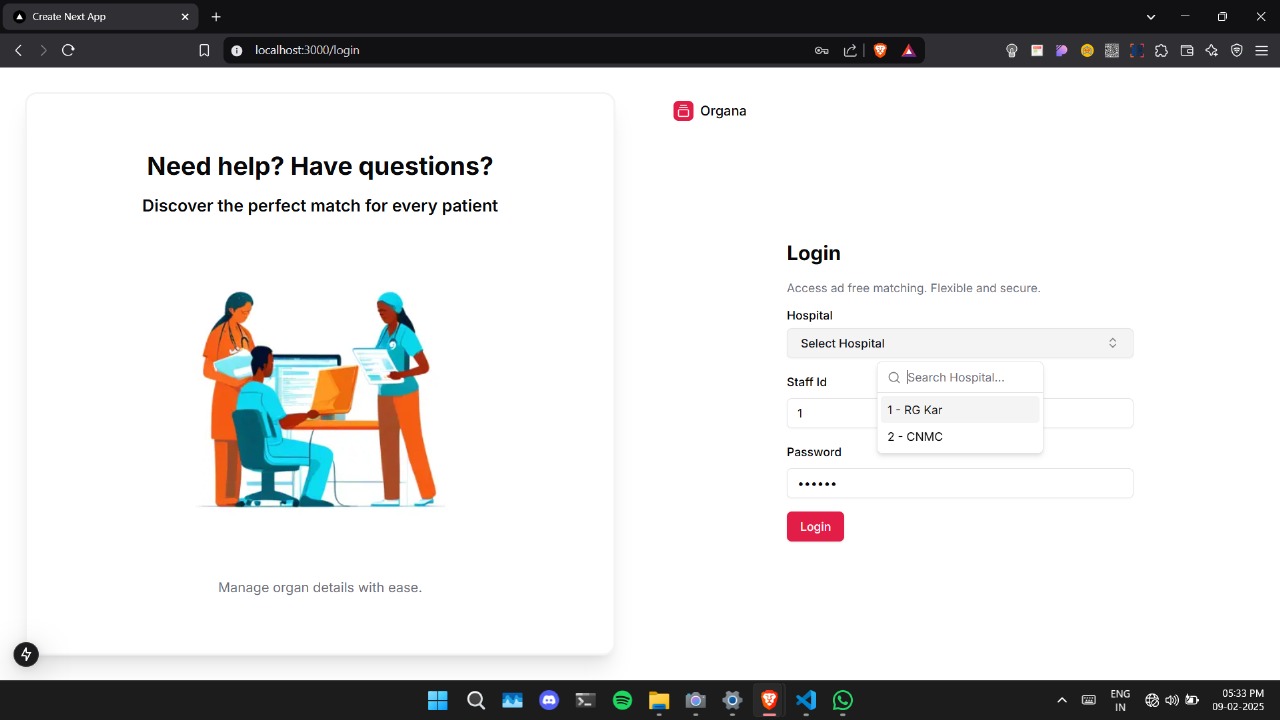 Create Next App
localhost:3000/login
Need help? Have questions?
Discover the perfect match for every patient
Manage organ details with ease.
Organa
Login
Access ad free matching. Flexible and secure.
Hospital
Select Hospital
Search Hospital...
1 - RG Kar
2 - CNMC
Staff Id
1
Password
••••••
Login
ENG
IN
05:33 PM
09-02-2025